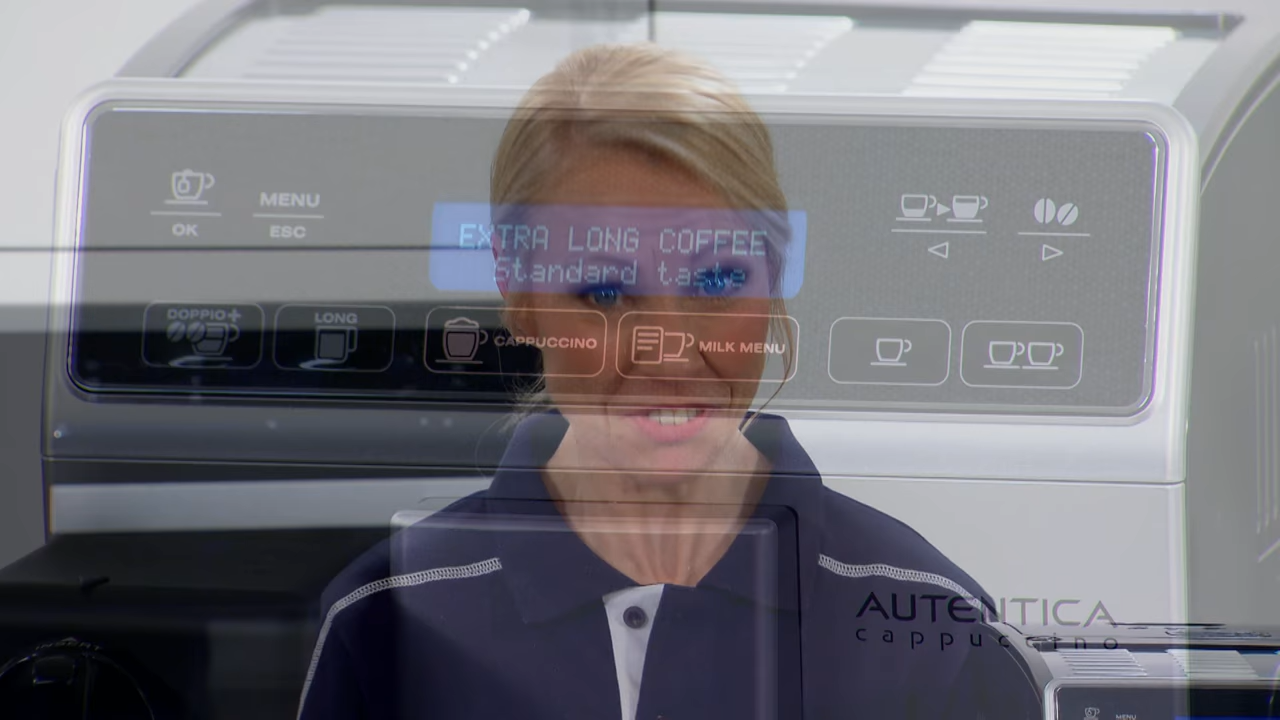 MENU
OK
ESC
EXTRA LONG COFFEE
Standard taste
DOPPIO+
LONG
CAPPUCCINO
MILK MENU
AUTENTICA
cappuccino
MENU